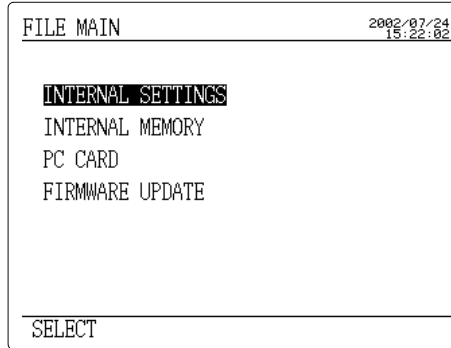 FILE MAIN
2002/07/24
15:22:02
INTERNAL SETTINGS
INTERNAL MEMORY
PC CARD
FIRMWARE UPDATE
SELECT